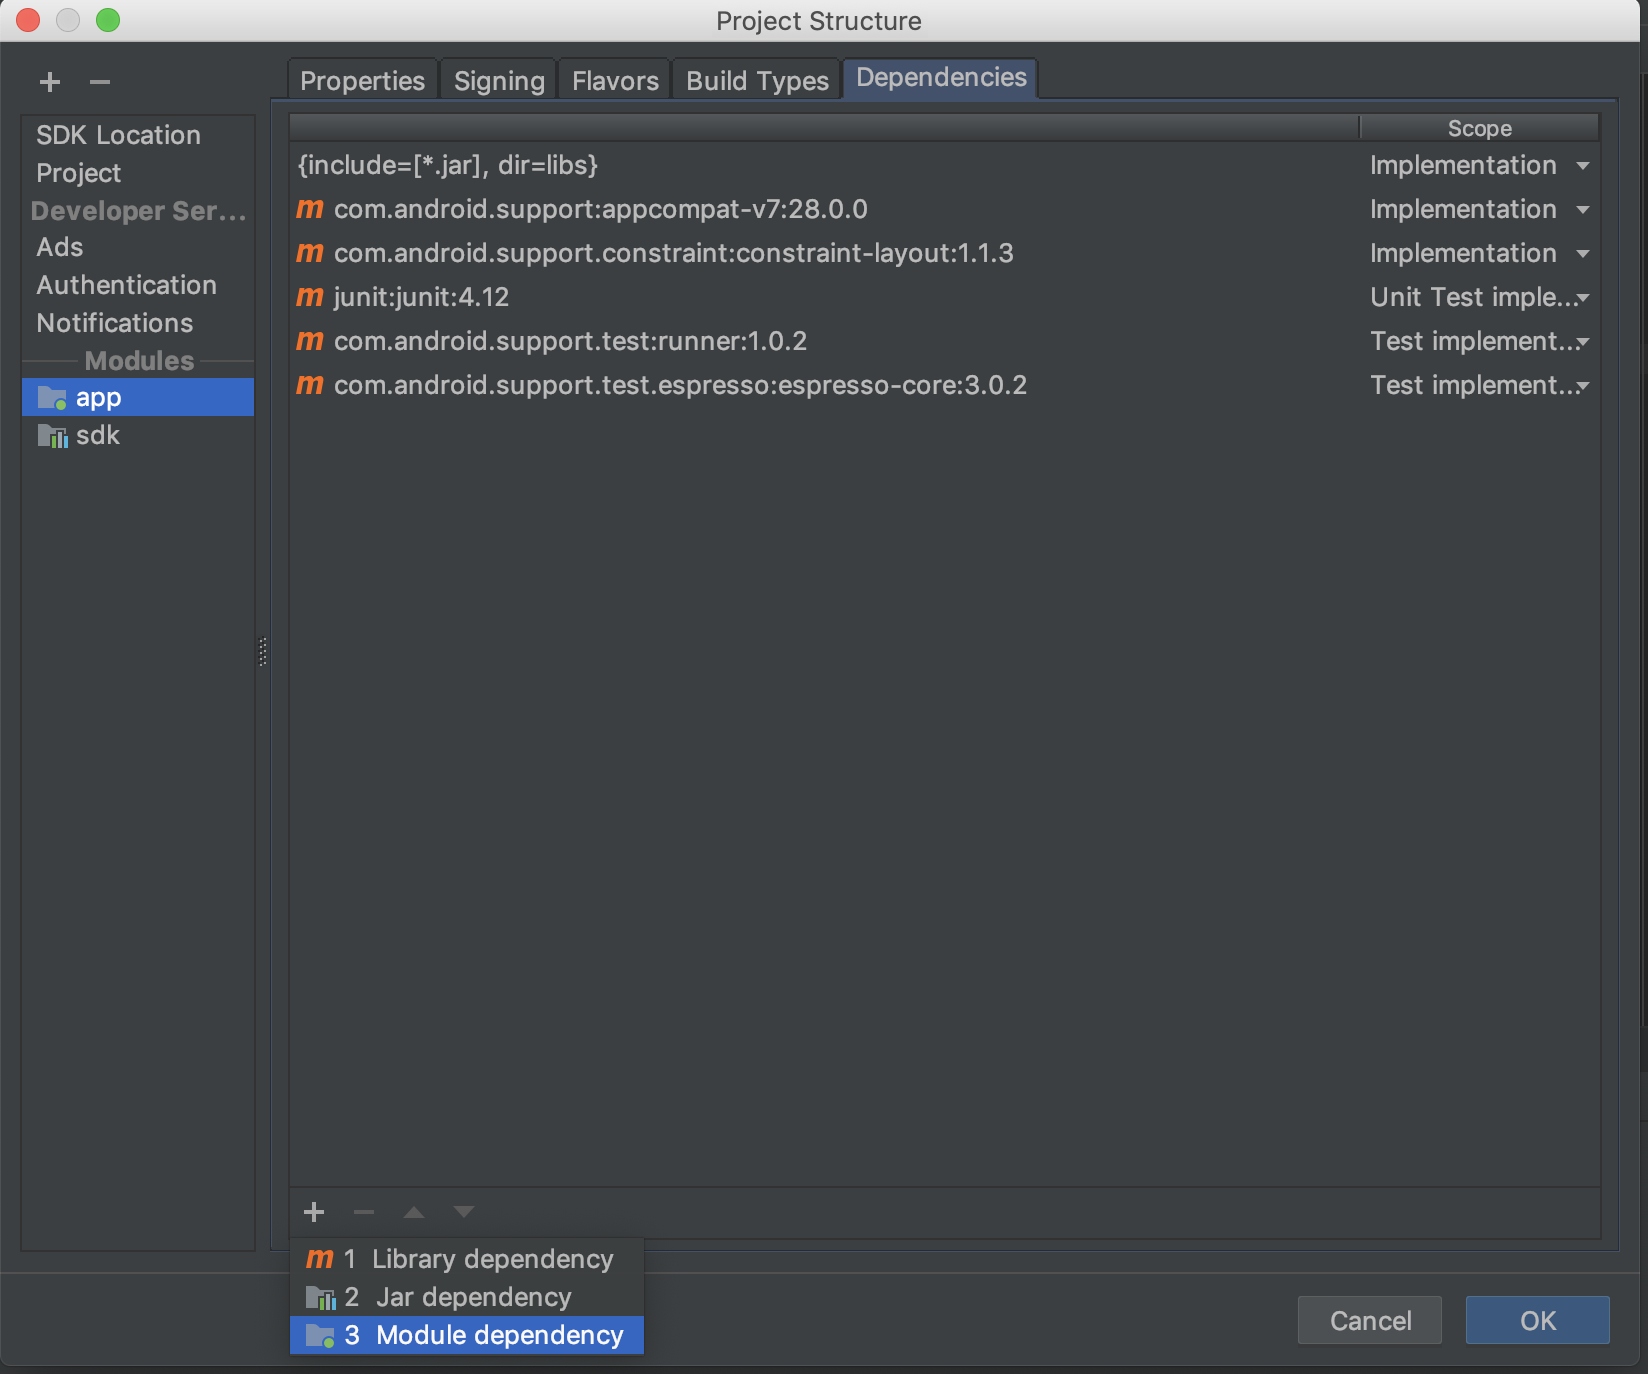 Project Structure
Properties
Signing
Flavors
Build Types
Dependencies
SDK Location
Project
Developer Ser...
Ads
Authentication
Notifications
Modules
app
sdk
Scope
{include=[*.jar], dir=libs} Implementation
m com.android.support:appcompat-v7:28.0.0 Implementation
m com.android.support.constraint:constraint-layout:1.1.3 Implementation
m junit:junit:4.12 Unit Test imple...
m com.android.support.test:runner:1.0.2 Test implement...
m com.android.support.test.espresso:espresso-core:3.0.2 Test implement...
m 1 Library dependency
2 Jar dependency
3 Module dependency
Cancel
OK